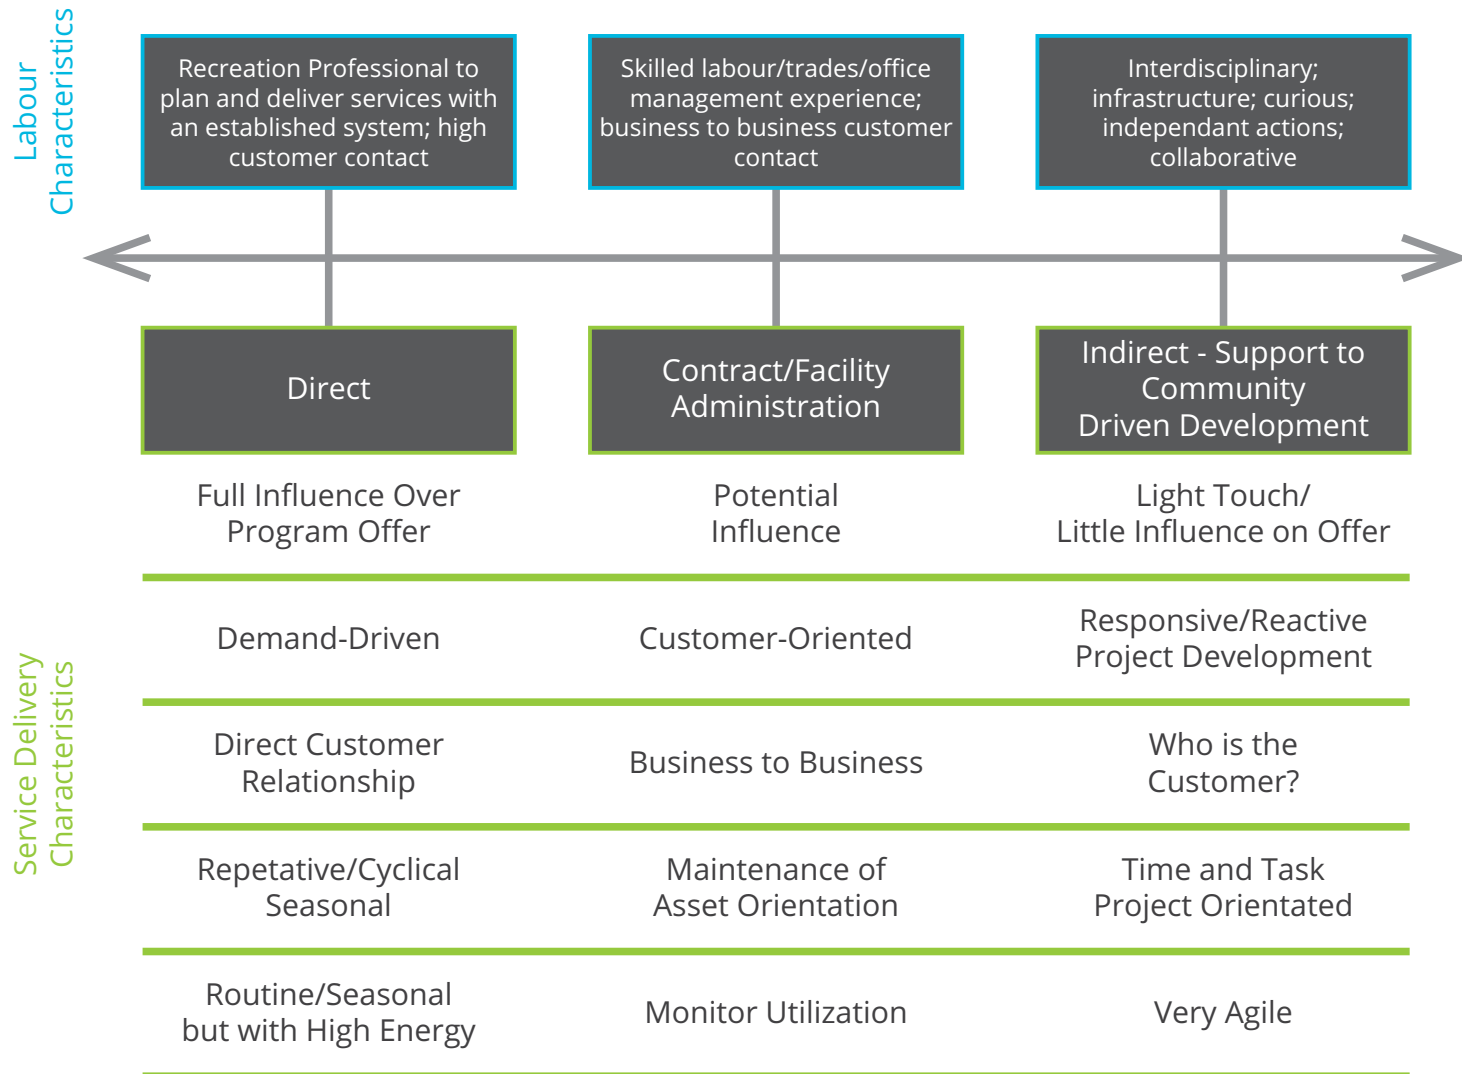 Labour
Characteristics
Recreation Professional to
plan and deliver services with
an established system; high
customer contact
Skilled labour/trades/office
management experience;
business to business customer
contact
Interdisciplinary;
infrastructure; curious;
independant actions;
collaborative
Direct
Contract/Facility
Administration
Indirect - Support to
Community
Driven Development
Service Delivery
Characteristics
Full Influence Over
Program Offer
Potential
Influence
Light Touch/
Little Influence on Offer
Demand-Driven
Customer-Oriented
Responsive/Reactive
Project Development
Direct Customer
Relationship
Business to Business
Who is the
Customer?
Repetative/Cyclical
Seasonal
Maintenance of
Asset Orientation
Time and Task
Project Orientated
Routine/Seasonal
but with High Energy
Monitor Utilization
Very Agile